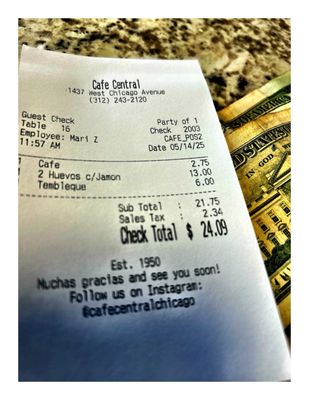 Cafe Central
1437 West Chicago Avenue
(312) 243-2120
Guest Check Party of 1
Table 16 Check 2003
Employee: Mari Z CAFE_POS2
11:57 AM Date 05/14/25
1 Cafe 2.75
1 2 Huevos c/Jamon 13.00
Tembleque 6.00
Sub Total : 21.75
Sales Tax : 2.34
Check Total $ 24.09
Est. 1950
Muchas gracias and see you soon!
Follow us on Instagram:
@cafecentralchicago
IN GOD WE